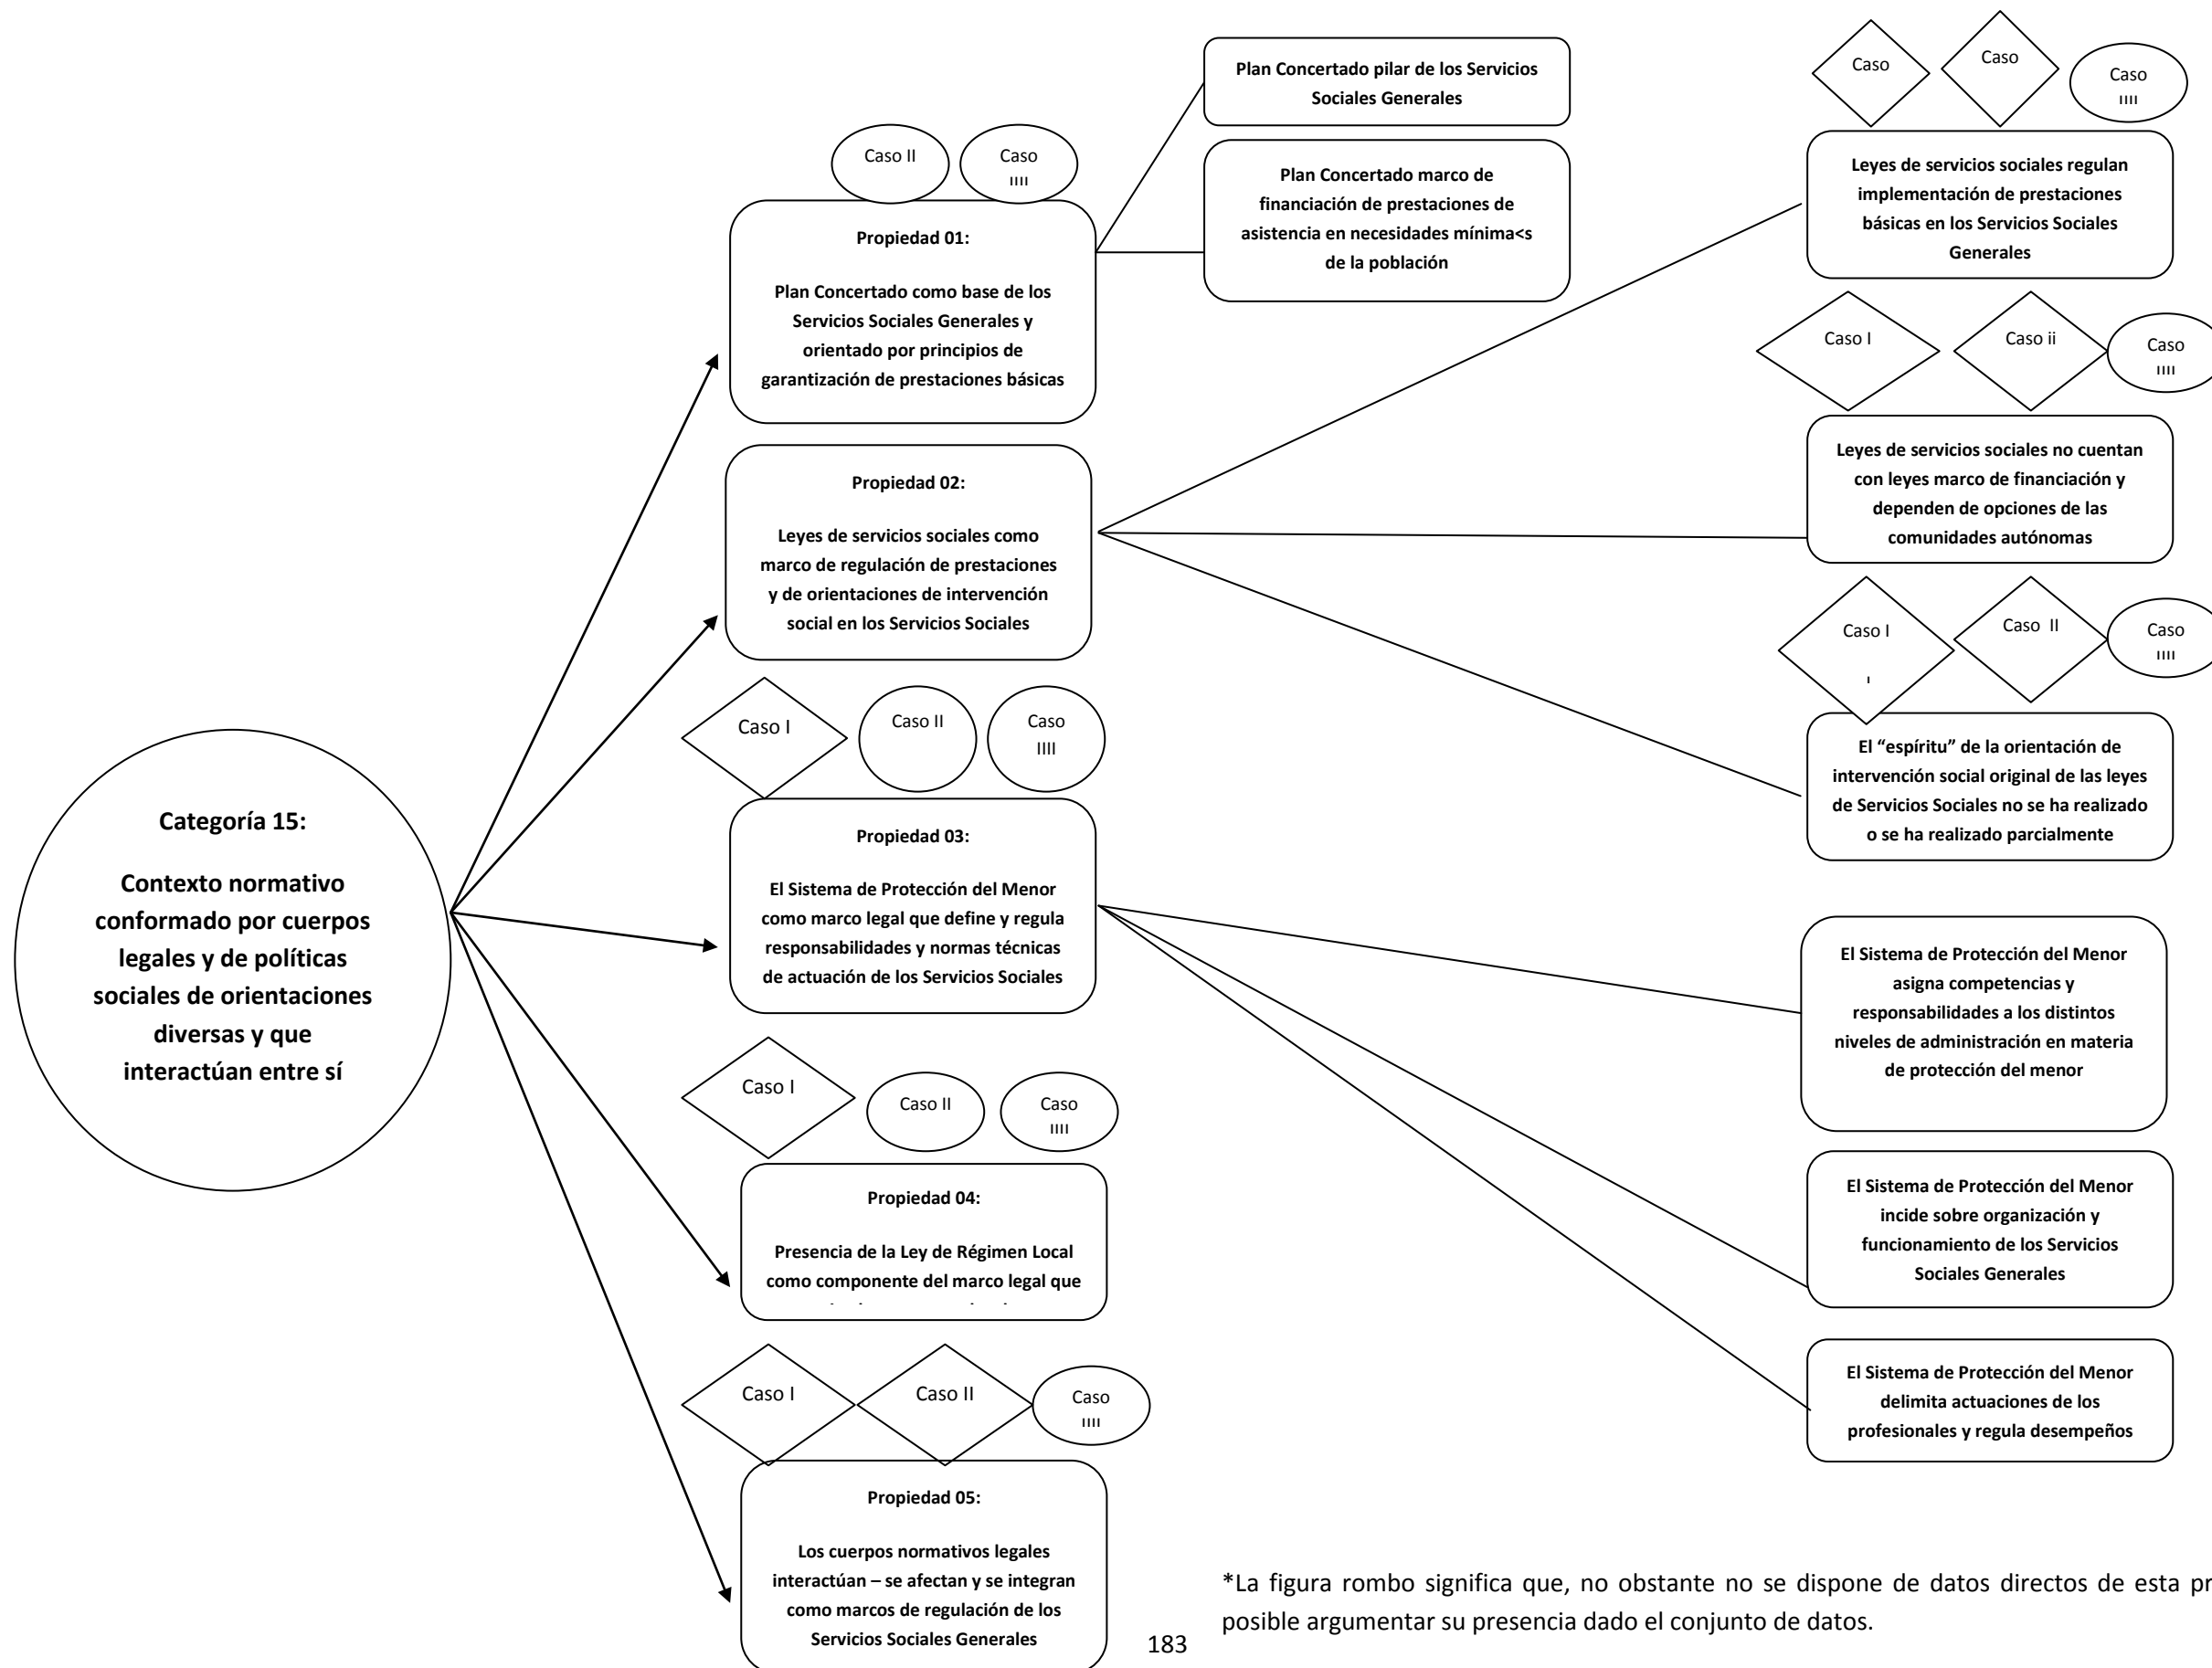 Categoría 15:
Contexto normativo
conformado por cuerpos
legales y de políticas
sociales de orientaciones
diversas y que
interactúan entre sí
Caso II
Caso
IIII
Propiedad 01:
Plan Concertado como base de los
Servicios Sociales Generales y
orientado por principios de
garantización de prestaciones básicas
Plan Concertado pilar de los Servicios
Sociales Generales
Plan Concertado marco de
financiación de prestaciones de
asistencia en necesidades mínima<s
de la población
Propiedad 02:
Leyes de servicios sociales como
marco de regulación de prestaciones
y de orientaciones de intervención
social en los Servicios Sociales
Caso
Caso
Caso
IIII
Leyes de servicios sociales regulan
implementación de prestaciones
básicas en los Servicios Sociales
Generales
Caso I
Caso ii
Caso
IIII
Leyes de servicios sociales no cuentan
con leyes marco de financiación y
dependen de opciones de las
comunidades autónomas
Caso I
Caso II
Caso
IIII
El “espíritu” de la orientación de
intervención social original de las leyes
de Servicios Sociales no se ha realizado
o se ha realizado parcialmente
Caso I
Caso II
Caso
IIII
Propiedad 03:
El Sistema de Protección del Menor
como marco legal que define y regula
responsabilidades y normas técnicas
de actuación de los Servicios Sociales
El Sistema de Protección del Menor
asigna competencias y
responsabilidades a los distintos
niveles de administración en materia
de protección del menor
El Sistema de Protección del Menor
incide sobre organización y
funcionamiento de los Servicios
Sociales Generales
El Sistema de Protección del Menor
delimita actuaciones de los
profesionales y regula desempeños
Caso I
Caso II
Caso
IIII
Propiedad 04:
Presencia de la Ley de Régimen Local
como componente del marco legal que
Caso I
Caso II
Caso
IIII
Propiedad 05:
Los cuerpos normativos legales
interactúan – se afectan y se integran
como marcos de regulación de los
Servicios Sociales Generales
*La figura rombo significa que, no obstante no se dispone de datos directos de esta pr
posible argumentar su presencia dado el conjunto de datos.
183